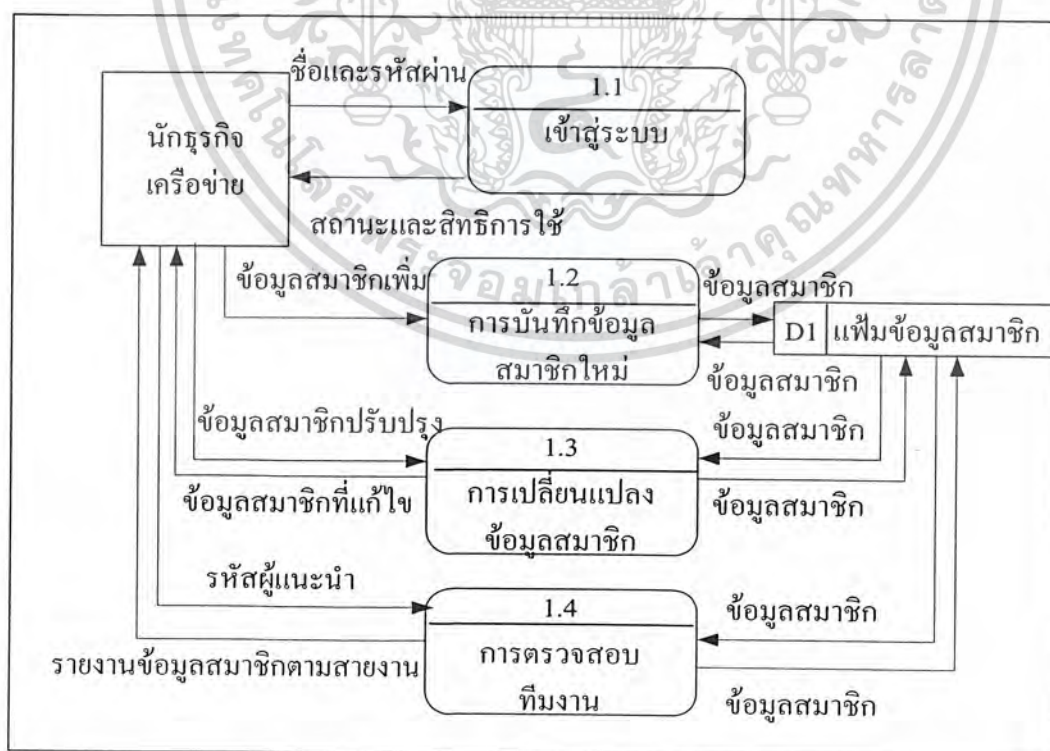 ชื่อและรหัสผ่าน
1.1
เข้าสู่ระบบ
นักธุรกิจ
เครือข่าย
สถานะและสิทธิการใช้
ข้อมูลสมาชิกเพิ่ม
1.2
การบันทึกข้อมูล
สมาชิกใหม่
ข้อมูลสมาชิก
D1 แฟ้มข้อมูลสมาชิก
ข้อมูลสมาชิก
ข้อมูลสมาชิกปรับปรุง
1.3
การเปลี่ยนแปลง
ข้อมูลสมาชิก
ข้อมูลสมาชิก
ข้อมูลสมาชิกที่แก้ไข
ข้อมูลสมาชิก
รหัสผู้แนะนำ
1.4
การตรวจสอบ
ทีมงาน
ข้อมูลสมาชิก
รายงานข้อมูลสมาชิกตามสายงาน
ข้อมูลสมาชิก